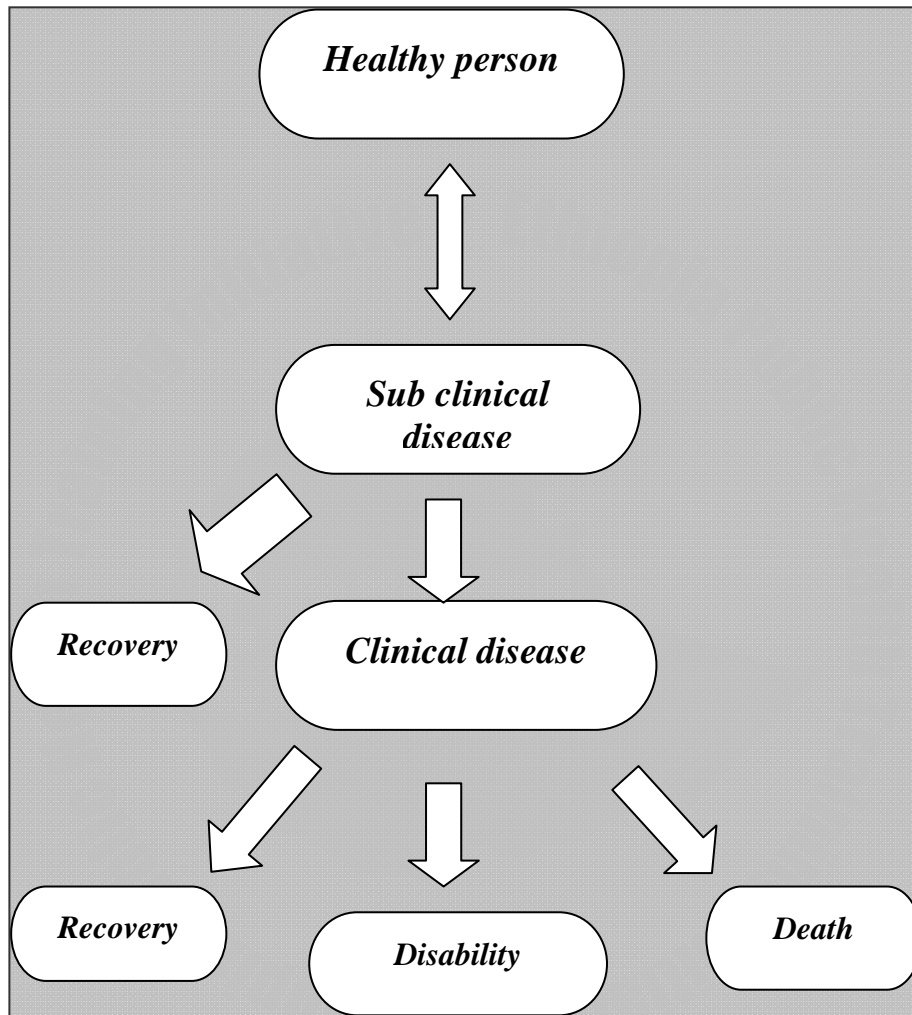 Healthy person
Sub clinical
disease
Recovery
Clinical disease
Recovery
Disability
Death